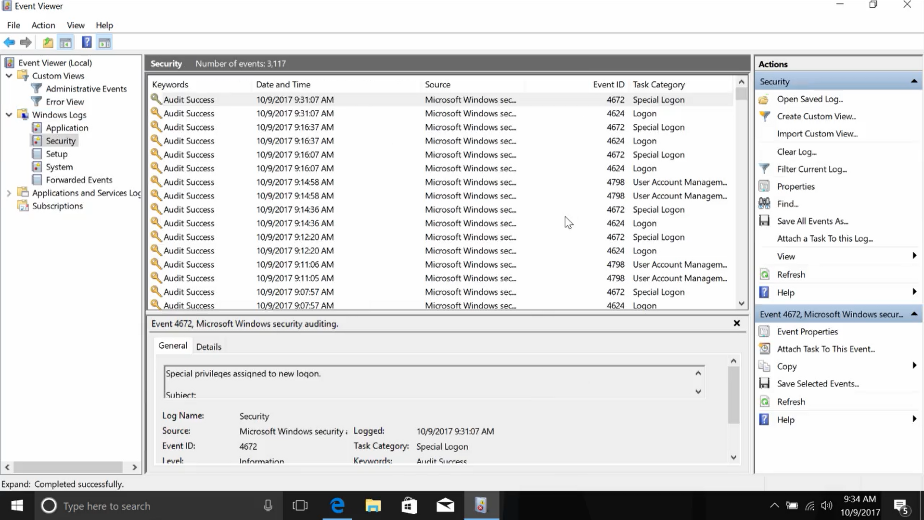 Event Viewer
File Action View Help
Event Viewer (Local)
Custom Views
Administrative Events
Error View
Windows Logs
Application
Security
Setup
System
Forwarded Events
Applications and Services Log
Subscriptions
Security Number of events: 3,117
Keywords Date and Time Source Event ID Task Category
Audit Success 10/9/2017 9:31:07 AM Microsoft Windows sec... 4672 Special Logon
Audit Success 10/9/2017 9:31:07 AM Microsoft Windows sec... 4624 Logon
Audit Success 10/9/2017 9:16:37 AM Microsoft Windows sec... 4672 Special Logon
Audit Success 10/9/2017 9:16:37 AM Microsoft Windows sec... 4624 Logon
Audit Success 10/9/2017 9:16:07 AM Microsoft Windows sec... 4672 Special Logon
Audit Success 10/9/2017 9:16:07 AM Microsoft Windows sec... 4624 Logon
Audit Success 10/9/2017 9:14:58 AM Microsoft Windows sec... 4798 User Account Managem...
Audit Success 10/9/2017 9:14:58 AM Microsoft Windows sec... 4798 User Account Managem...
Audit Success 10/9/2017 9:14:36 AM Microsoft Windows sec... 4672 Special Logon
Audit Success 10/9/2017 9:14:36 AM Microsoft Windows sec... 4624 Logon
Audit Success 10/9/2017 9:12:20 AM Microsoft Windows sec... 4672 Special Logon
Audit Success 10/9/2017 9:12:20 AM Microsoft Windows sec... 4624 Logon
Audit Success 10/9/2017 9:11:06 AM Microsoft Windows sec... 4798 User Account Managem...
Audit Success 10/9/2017 9:11:05 AM Microsoft Windows sec... 4798 User Account Managem...
Audit Success 10/9/2017 9:07:57 AM Microsoft Windows sec... 4672 Special Logon
Audit Success 10/9/2017 9:07:57 AM Microsoft Windows sec... 4624 Logon
Event 4672, Microsoft Windows security auditing.
General Details
Special privileges assigned to new logon.
Subject:
Log Name: Security
Source: Microsoft Windows security a Logged: 10/9/2017 9:31:07 AM
Event ID: 4672 Task Category: Special Logon
Level: Information Keywords: Audit Success
Actions
Security
Open Saved Log...
Create Custom View...
Import Custom View...
Clear Log...
Filter Current Log...
Properties
Find...
Save All Events As...
Attach a Task To this Log...
View
Refresh
Help
Event 4672, Microsoft Windows secur...
Event Properties
Attach Task To This Event...
Copy
Save Selected Events...
Refresh
Help
Expand: Completed successfully.
Type here to search
9:34 AM
10/9/2017
5